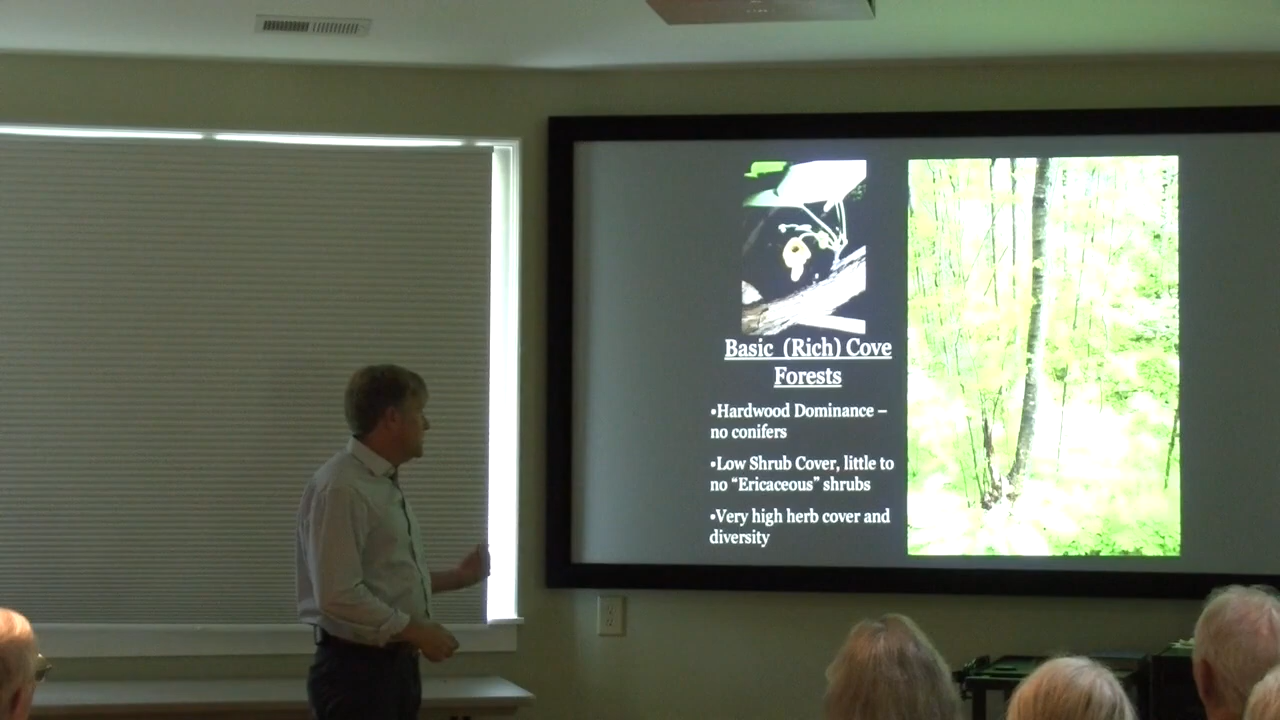 Basic (Rich) Cove
Forests
•Hardwood Dominance –
no conifers
•Low Shrub Cover, little to
no “Ericaceous” shrubs
•Very high herb cover and
diversity